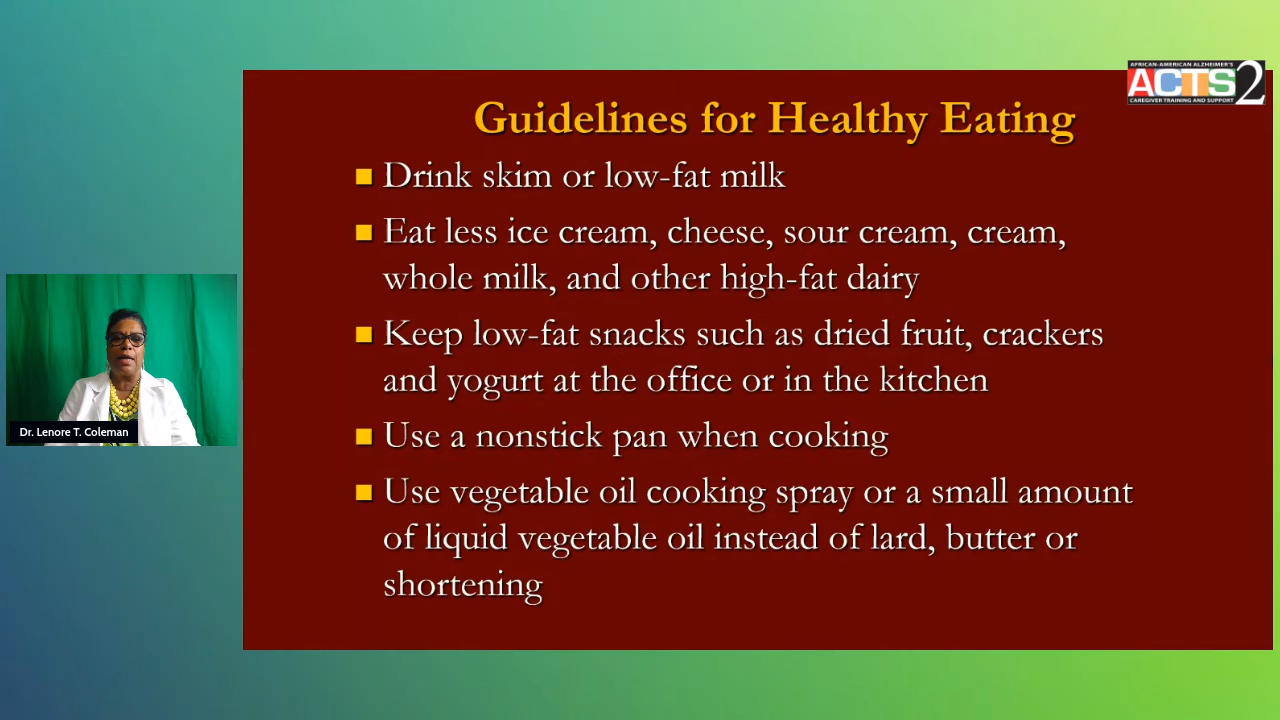 AFRICAN-AMERICAN ALZHEIMER'S
ACTS2
CAREGIVER TRAINING AND SUPPORT
Guidelines for Healthy Eating
Drink skim or low-fat milk
Eat less ice cream, cheese, sour cream, cream,
whole milk, and other high-fat dairy
Keep low-fat snacks such as dried fruit, crackers
and yogurt at the office or in the kitchen
Use a nonstick pan when cooking
Use vegetable oil cooking spray or a small amount
of liquid vegetable oil instead of lard, butter or
shortening
Dr. Lenore T. Coleman